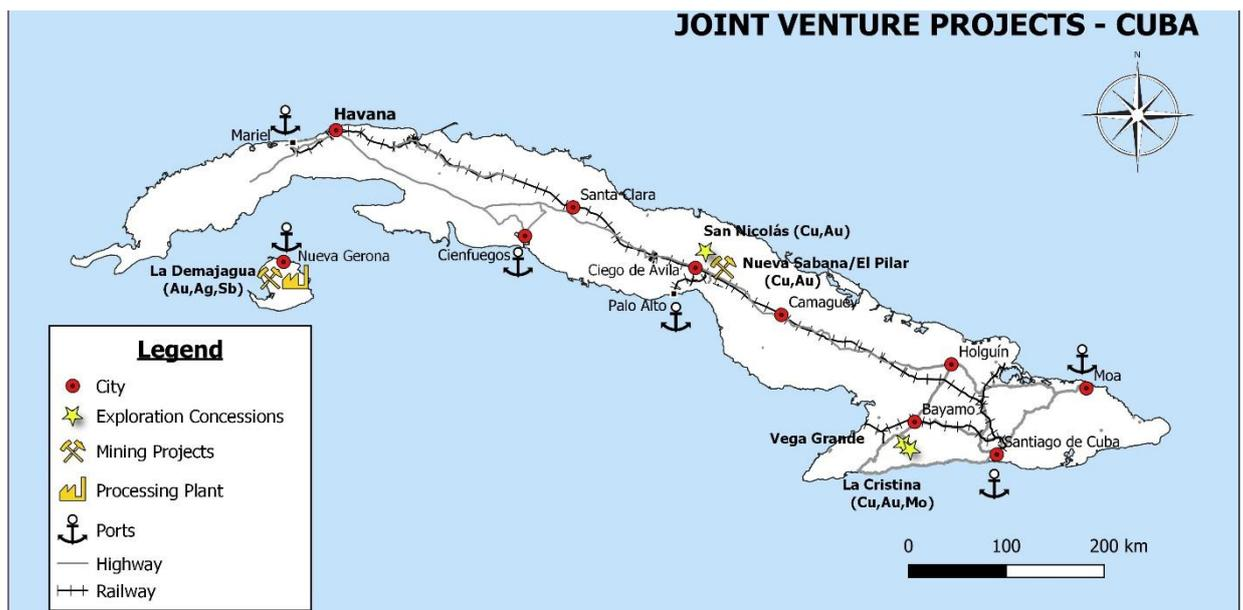 JOINT VENTURE PROJECTS - CUBA
N
Havana
Mariel
Santa Clara
San Nicolás (Cu,Au)
Cienfuegos
Nueva Gerona
La Demajagua
(Au,Ag,Sb)
Ciego de Ávila
Nueva Sabana/El Pilar
(Cu,Au)
Palo Alto
Camaguey
Holguín
Moa
Bayamo
Vega Grande
Santiago de Cuba
La Cristina
(Cu,Au,Mo)
Legend
City
Exploration Concessions
Mining Projects
Processing Plant
Ports
Highway
Railway
0 100 200 km